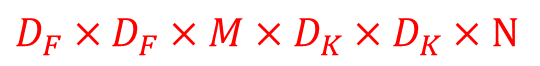 D_F × D_F × M × D_K × D_K × N